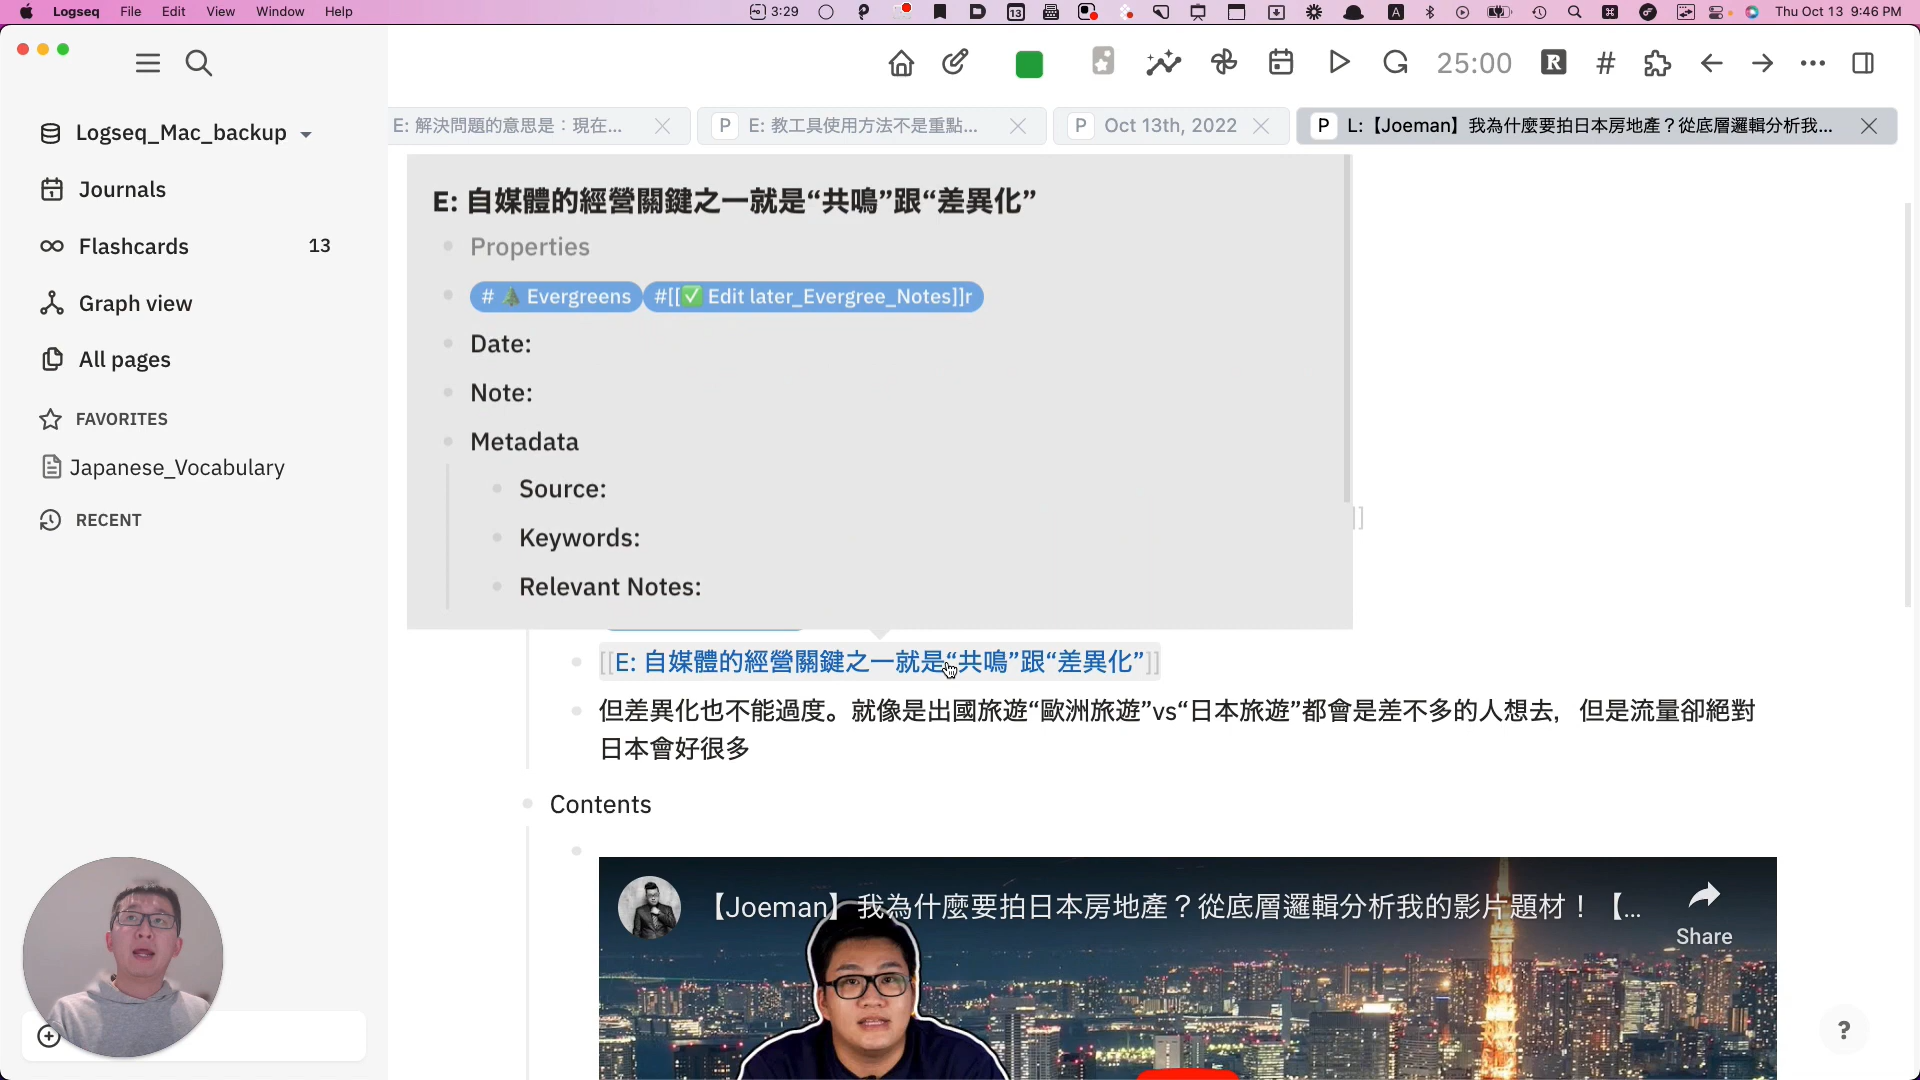 Logseq File Edit View Window Help
3:29
13
A
Thu Oct 13 9:46 PM
25:00
R
#
Logseq_Mac_backup
Journals
Flashcards 13
Graph view
All pages
FAVORITES
Japanese_Vocabulary
RECENT
E: 解決問題的意思是：現在...
P E: 教工具使用方法不是重點...
P Oct 13th, 2022
P L:【Joeman】我為什麼要拍日本房地產？從底層邏輯分析我...
E: 自媒體的經營關鍵之一就是“共鳴”跟“差異化”
Properties
# 🌲 Evergreens #[[✅ Edit later_Evergree_Notes]]r
Date:
Note:
Metadata
Source:
Keywords:
Relevant Notes:
]]
[[E: 自媒體的經營關鍵之一就是“共鳴”跟“差異化”]]
但差異化也不能過度。就像是出國旅遊“歐洲旅遊”vs“日本旅遊”都會是差不多的人想去，但是流量卻絕對
日本會好很多
Contents
【Joeman】我為什麼要拍日本房地產？從底層邏輯分析我的影片題材！【...
Share
?